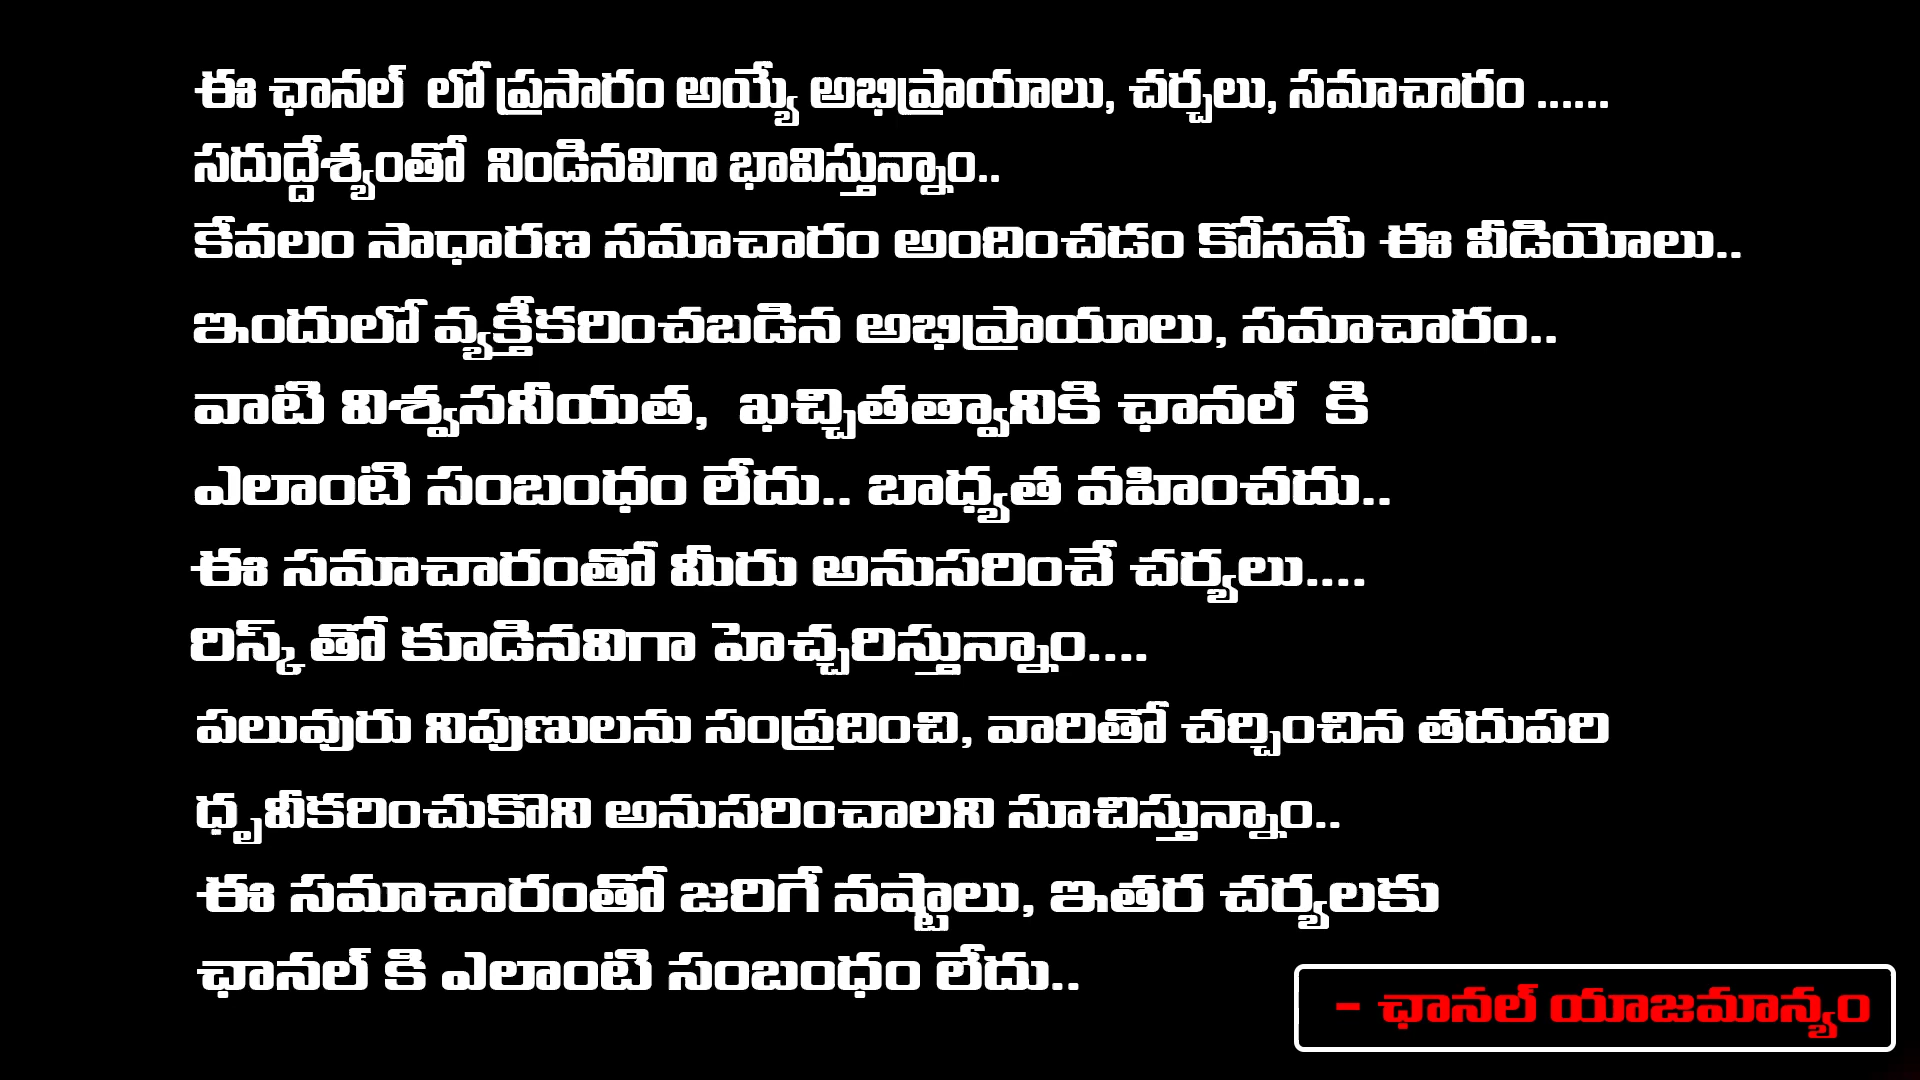 ఈ ఛానల్ లో ప్రసారం అయ్యే అభిప్రాయాలు, చర్చలు, సమాచారం ......
సదుద్దేశ్యంతో నిండినవిగా భావిస్తున్నాం..
కేవలం సాధారణ సమాచారం అందించడం కోసమే ఈ వీడియోలు..
ఇందులో వ్యక్తీకరించబడిన అభిప్రాయాలు, సమాచారం..
వాటి విశ్వసనీయత, ఖచ్చితత్వానికి ఛానల్ కి
ఎలాంటి సంబంధం లేదు.. బాధ్యత వహించదు..
ఈ సమాచారంతో మీరు అనుసరించే చర్యలు....
రిస్క్ తో కూడినవిగా హెచ్చరిస్తున్నాం....
పలువురు నిపుణులను సంప్రదించి, వారితో చర్చించిన తదుపరి
ధృవీకరించుకొని అనుసరించాలని సూచిస్తున్నాం..
ఈ సమాచారంతో జరిగే నష్టాలు, ఇతర చర్యలకు
ఛానల్ కి ఎలాంటి సంబంధం లేదు..
- ఛానల్ యాజమాన్యం